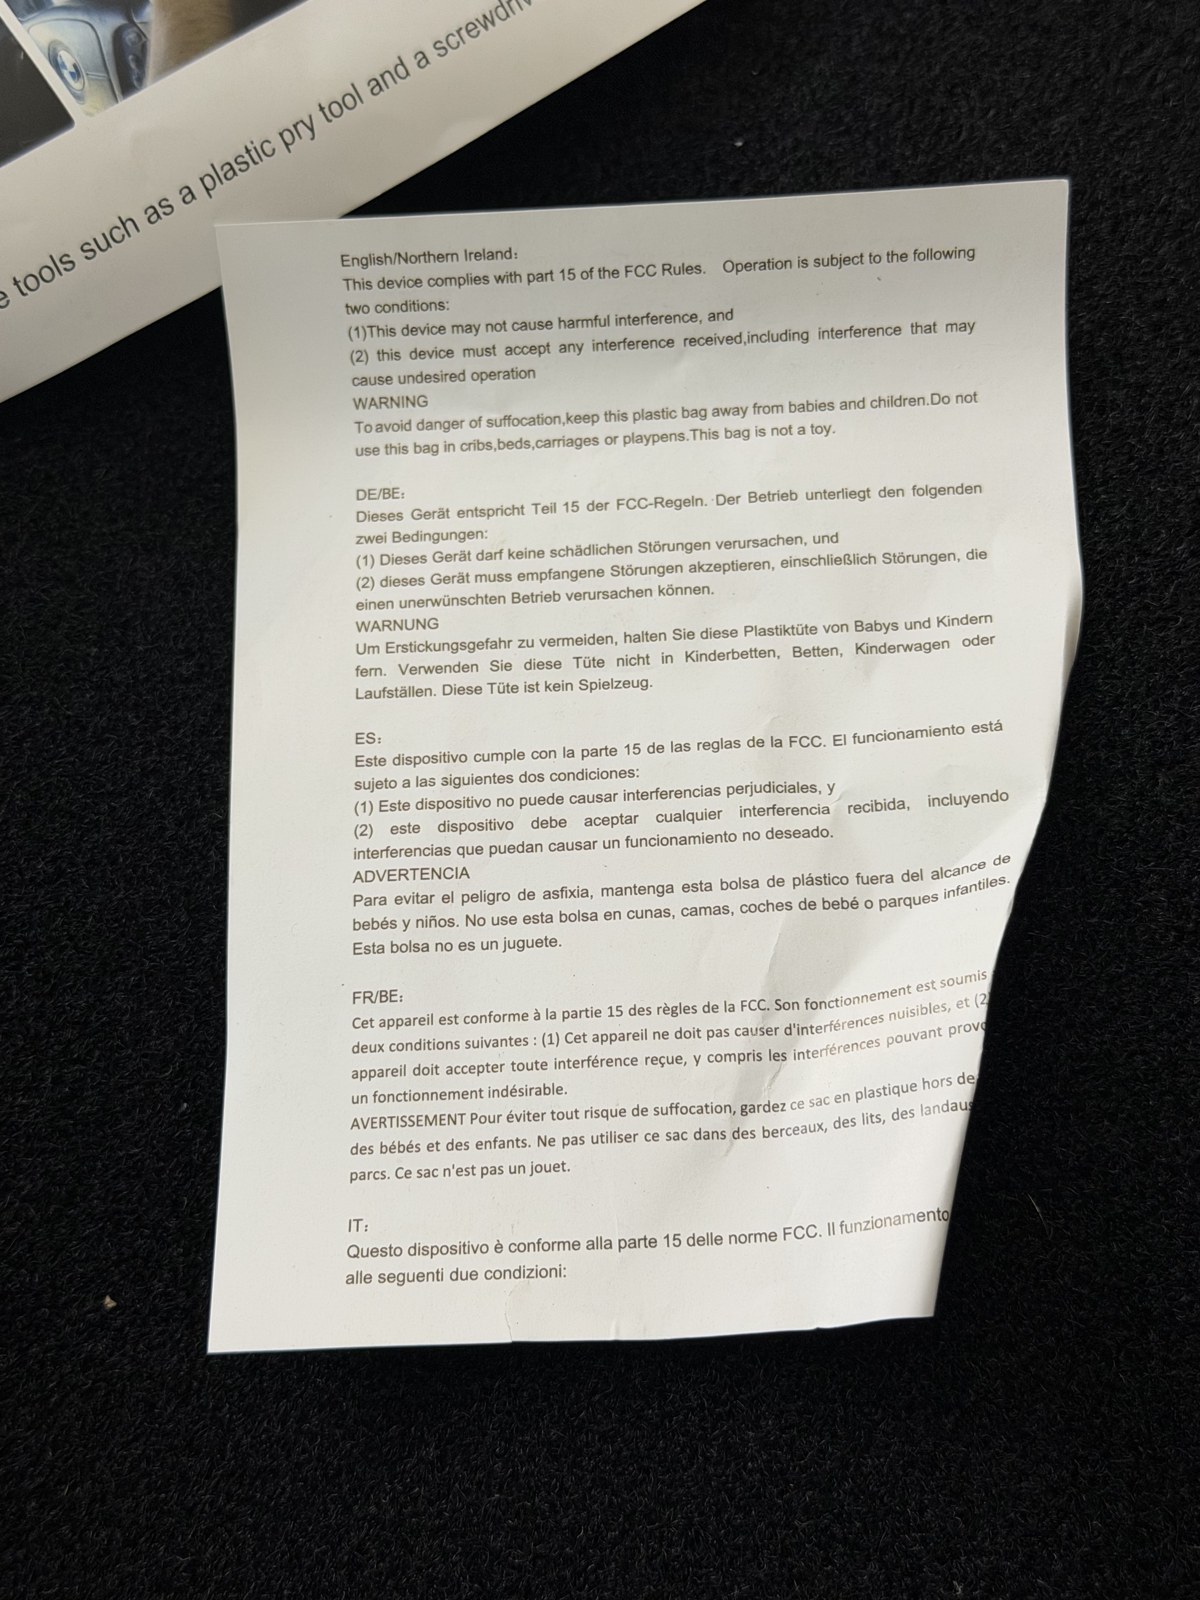 tools such as a plastic pry tool and a
English/Northern Ireland:
This device complies with part 15 of the FCC Rules. Operation is subject to the following
two conditions:
(1)This device may not cause harmful interference, and
(2) this device must accept any interference received,including interference that may
cause undesired operation
WARNING
To avoid danger of suffocation,keep this plastic bag away from babies and children.Do not
use this bag in cribs,beds,carriages or playpens.This bag is not a toy.
DE/BE:
Dieses Gerät entspricht Teil 15 der FCC-Regeln. Der Betrieb unterliegt den folgenden
zwei Bedingungen:
(1) Dieses Gerät darf keine schädlichen Störungen verursachen, und
(2) dieses Gerät muss empfangene Störungen akzeptieren, einschließlich Störungen, die
einen unerwünschten Betrieb verursachen können.
WARNUNG
Um Erstickungsgefahr zu vermeiden, halten Sie diese Plastiktüte von Babys und Kindern
fern. Verwenden Sie diese Tüte nicht in Kinderbetten, Betten, Kinderwagen oder
Laufställen. Diese Tüte ist kein Spielzeug.
ES:
Este dispositivo cumple con la parte 15 de las reglas de la FCC. El funcionamiento está
sujeto a las siguientes dos condiciones:
(1) Este dispositivo no puede causar interferencias perjudiciales, y
(2) este dispositivo debe aceptar cualquier interferencia recibida, incluyendo
interferencias que puedan causar un funcionamiento no deseado.
ADVERTENCIA
Para evitar el peligro de asfixia, mantenga esta bolsa de plástico fuera del alcance de
bebés y niños. No use esta bolsa en cunas, camas, coches de bebé o parques infantiles.
Esta bolsa no es un juguete.
FR/BE:
Cet appareil est conforme à la partie 15 des règles de la FCC. Son fonctionnement est soumis
deux conditions suivantes : (1) Cet appareil ne doit pas causer d'interférences nuisibles, et (2
appareil doit accepter toute interférence reçue, y compris les interférences pouvant
un fonctionnement indésirable.
AVERTISSEMENT Pour éviter tout risque de suffocation, gardez ce sac en plastique hors de
des bébés et des enfants. Ne pas utiliser ce sac dans des berceaux, des lits, des landaus
parcs. Ce sac n'est pas un jouet.
IT:
Questo dispositivo è conforme alla parte 15 delle norme FCC. Il funzionamento
alle seguenti due condizioni: